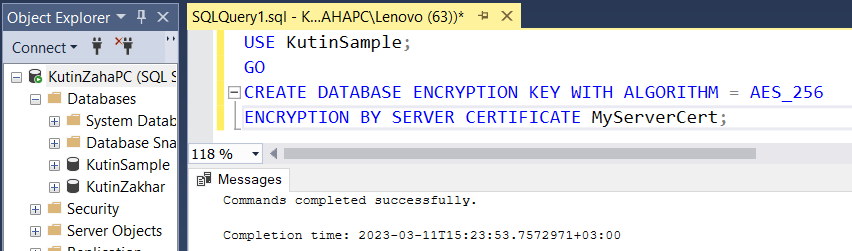 Object Explorer
Connect
KutinZahaPC (SQL S
Databases
System Datab
Database Sna
KutinSample
KutinZakhar
Security
Server Objects
Replication
SQLQuery1.sql - K...AHAPC\Lenovo (63))*
USE KutinSample;
GO
CREATE DATABASE ENCRYPTION KEY WITH ALGORITHM = AES_256
ENCRYPTION BY SERVER CERTIFICATE MyServerCert;
118 %
Messages
Commands completed successfully.
Completion time: 2023-03-11T15:23:53.7572971+03:00